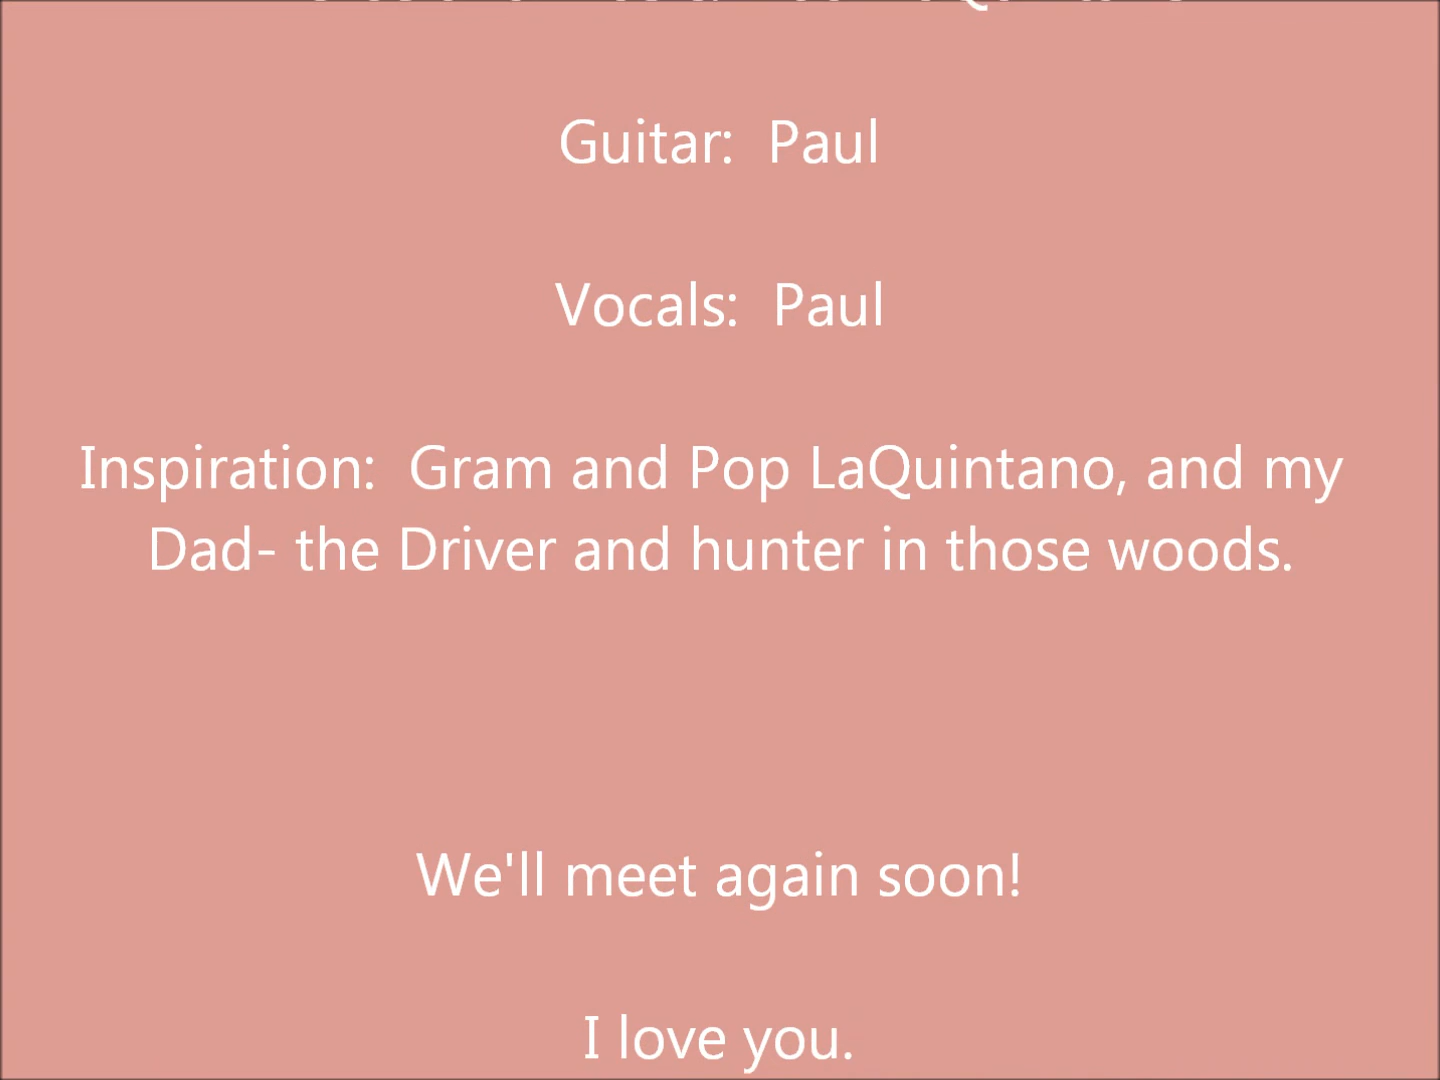 Guitar:  Paul
Vocals:  Paul
Inspiration:  Gram and Pop LaQuintano, and my
Dad- the Driver and hunter in those woods.
We'll meet again soon!
I love you.